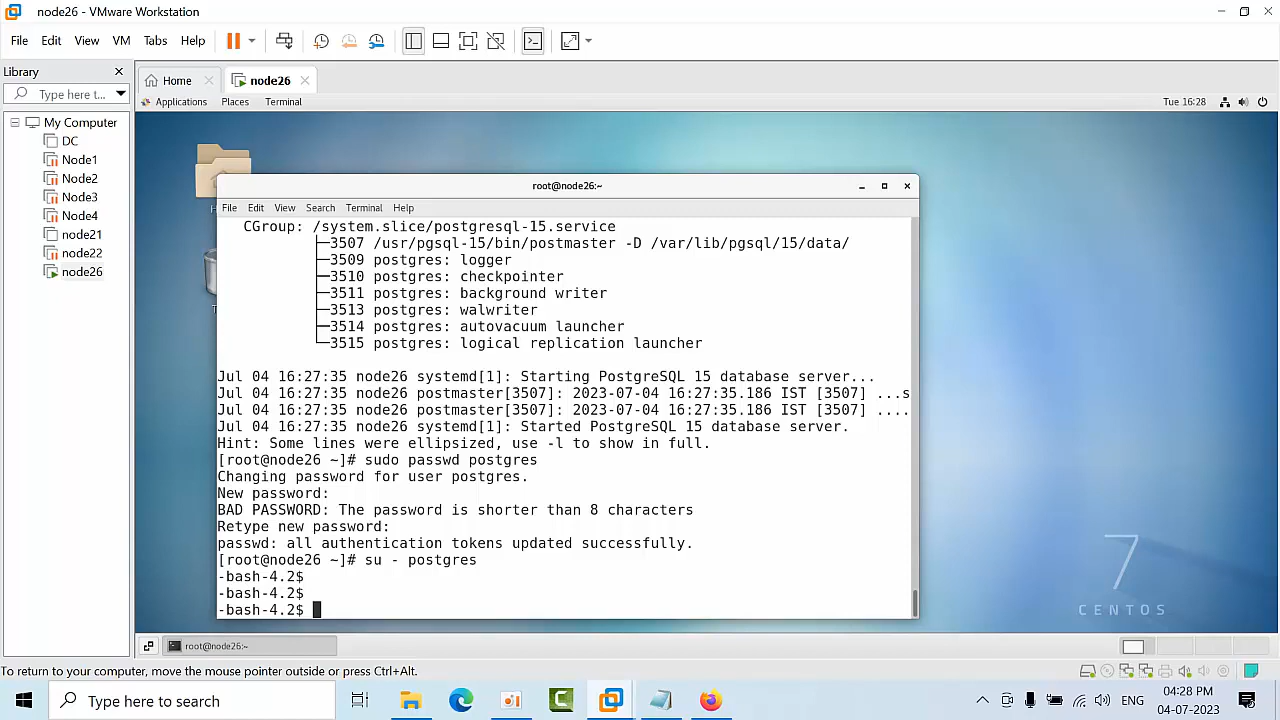 node26 - VMware Workstation
File Edit View VM Tabs Help
Library
Type here t...
Home
node26
My Computer
DC
Node1
Node2
Node3
Node4
node21
node22
node26
Applications Places Terminal
Tue 16:28
root@node26:~
File Edit View Search Terminal Help
CGroup: /system.slice/postgresql-15.service
├─3507 /usr/pgsql-15/bin/postmaster -D /var/lib/pgsql/15/data/
├─3509 postgres: logger
├─3510 postgres: checkpointer
├─3511 postgres: background writer
├─3513 postgres: walwriter
├─3514 postgres: autovacuum launcher
└─3515 postgres: logical replication launcher
Jul 04 16:27:35 node26 systemd[1]: Starting PostgreSQL 15 database server...
Jul 04 16:27:35 node26 postmaster[3507]: 2023-07-04 16:27:35.186 IST [3507] ...s
Jul 04 16:27:35 node26 postmaster[3507]: 2023-07-04 16:27:35.186 IST [3507] ....
Jul 04 16:27:35 node26 systemd[1]: Started PostgreSQL 15 database server.
Hint: Some lines were ellipsized, use -l to show in full.
[root@node26 ~]# sudo passwd postgres
Changing password for user postgres.
New password:
BAD PASSWORD: The password is shorter than 8 characters
Retype new password:
passwd: all authentication tokens updated successfully.
[root@node26 ~]# su - postgres
-bash-4.2$
-bash-4.2$
-bash-4.2$
7
CENTOS
root@node26:~
To return to your computer, move the mouse pointer outside or press Ctrl+Alt.
Type here to search
ENG
04:28 PM
04-07-2023